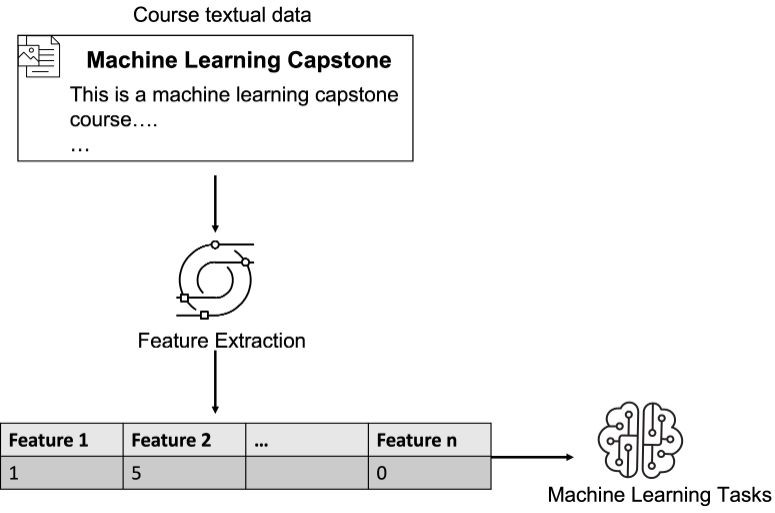 Course textual data
Machine Learning Capstone
This is a machine learning capstone
course….
…
Feature Extraction
Feature 1 Feature 2 … Feature n
1 5 0
Machine Learning Tasks